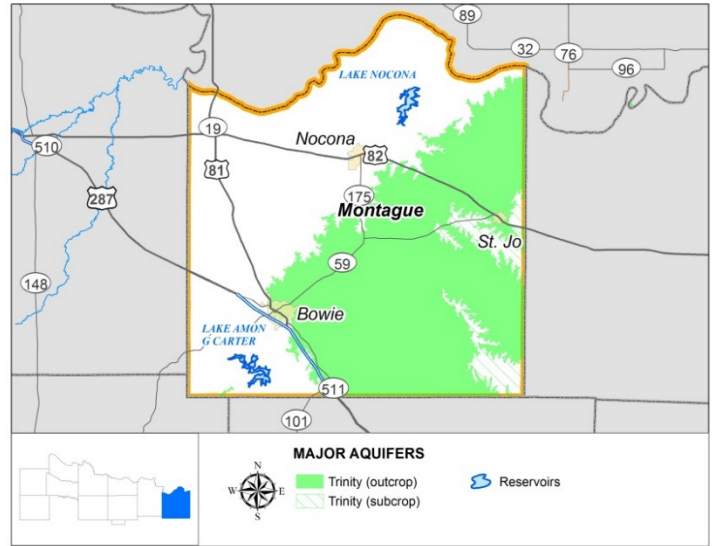 89
32
76
96
LAKE NOCONA
19
510
Nocona
82
81
287
175
Montague
St. Jo
59
148
Bowie
LAKE AMON
G CARTER
511
101
MAJOR AQUIFERS
N
W E
S
Trinity (outcrop)
Trinity (subcrop)
Reservoirs